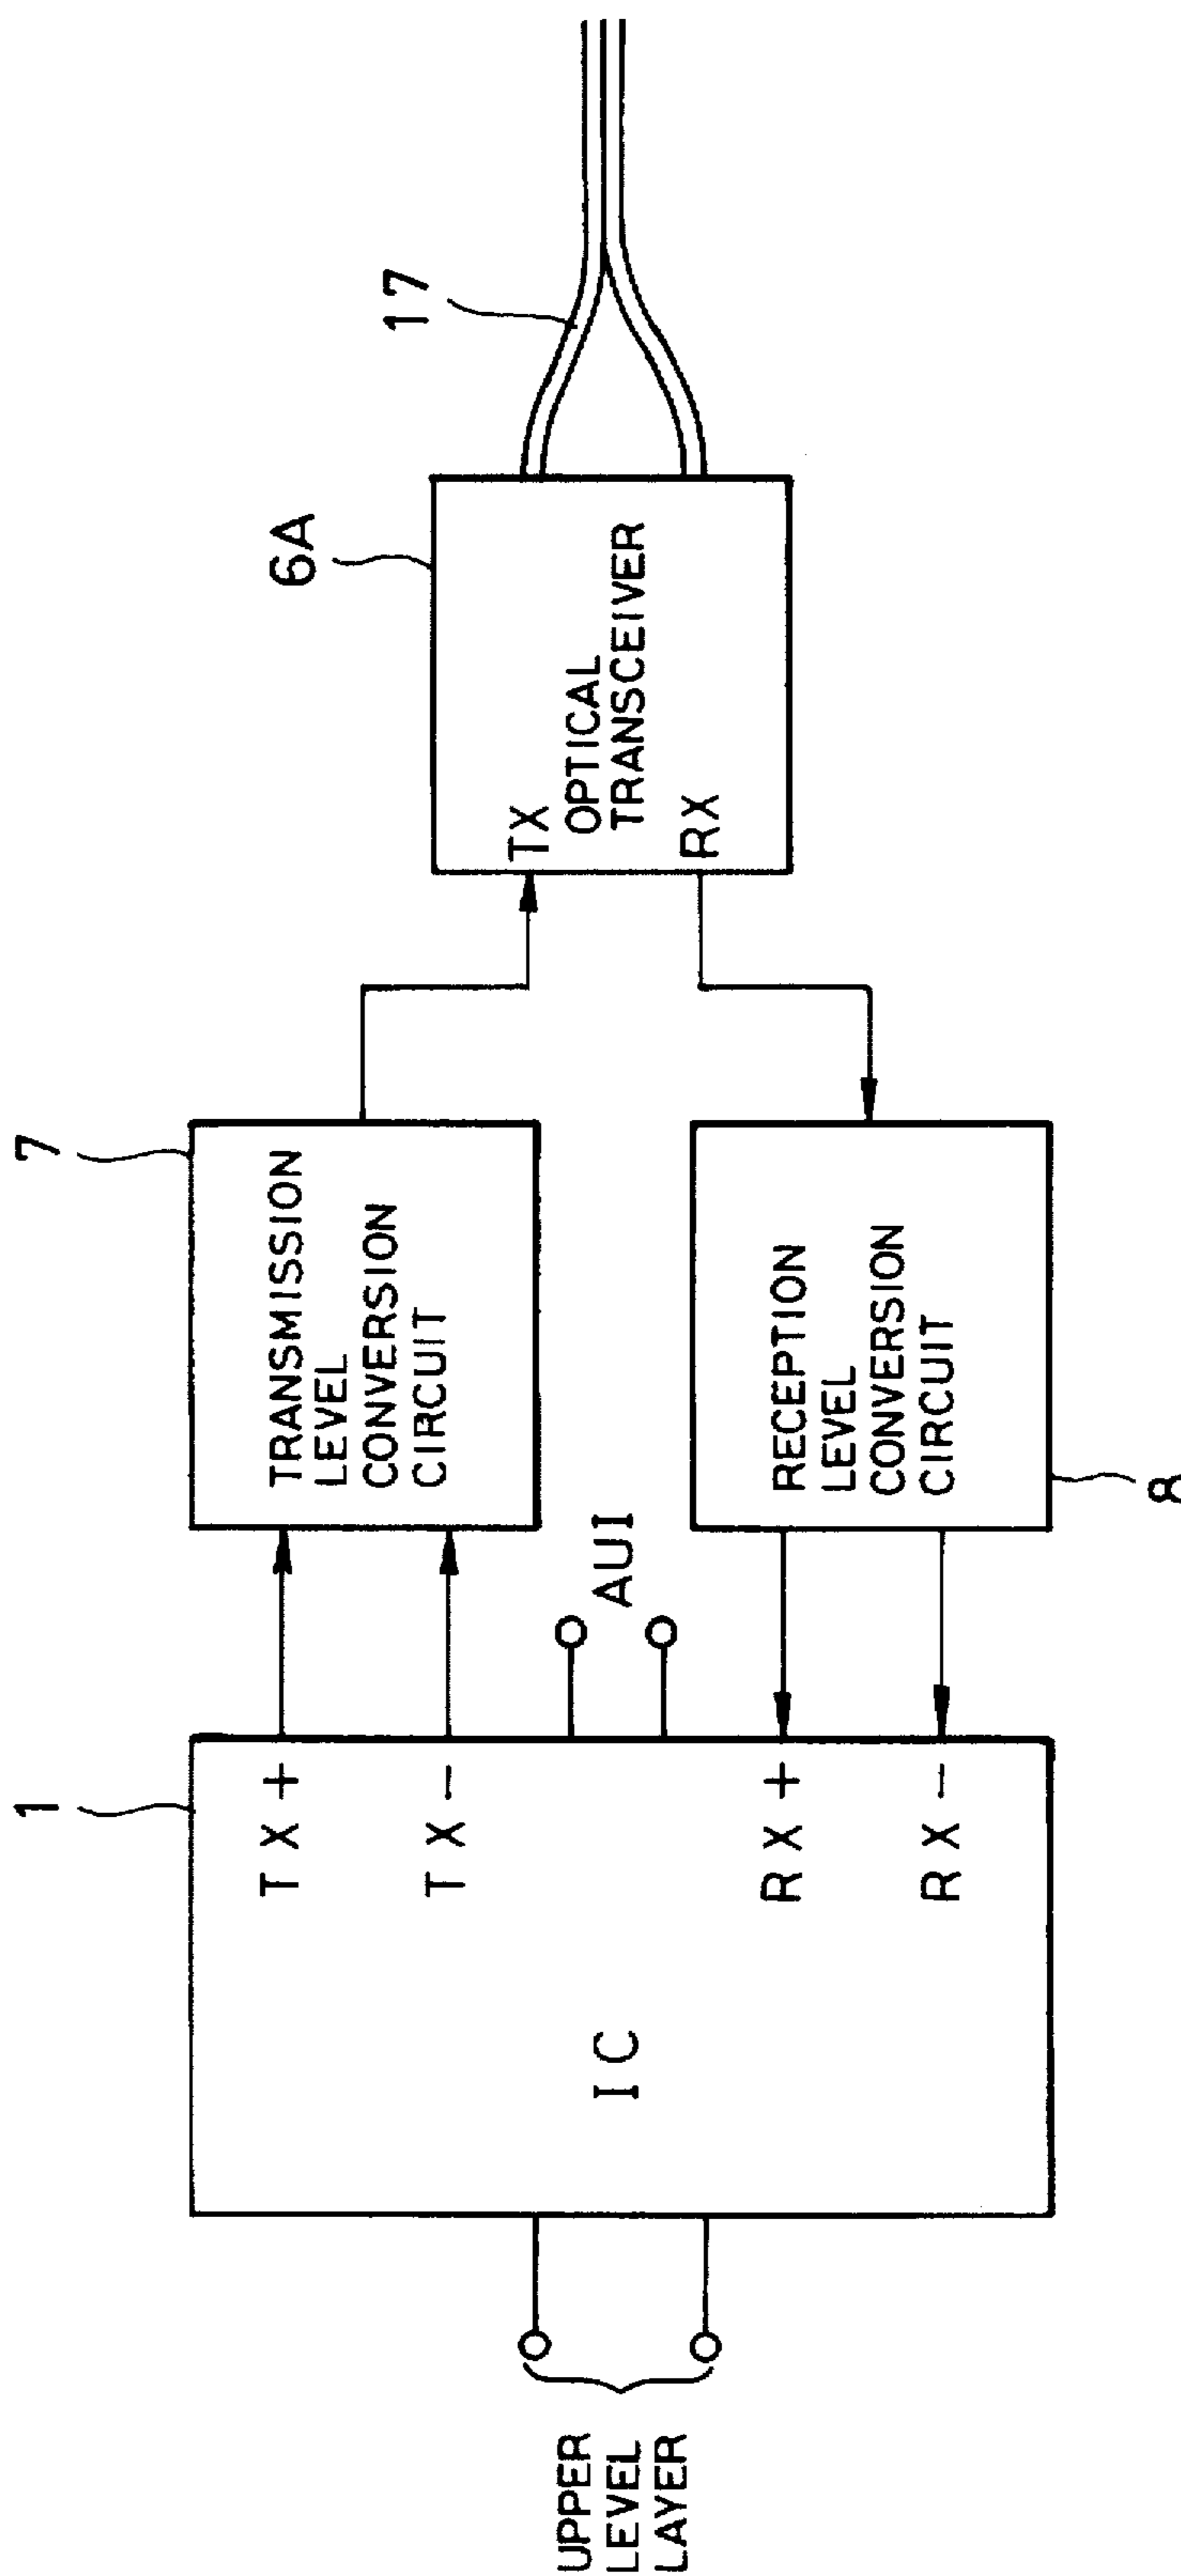 UPPER
LEVEL
LAYER
1
IC
TX+
TX-
RX+
RX-
AUI
7
TRANSMISSION
LEVEL
CONVERSION
CIRCUIT
RECEPTION
LEVEL
CONVERSION
CIRCUIT
8
6A
TX
OPTICAL
TRANSCEIVER
RX
17